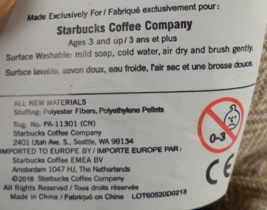 Made Exclusively For / Fabriqué exclusivement pour :
Starbucks Coffee Company
Ages 3 and up / 3 ans et plus
Surface Washable: mild soap, cold water, air dry and brush gently.
Surface lavable, savon doux, eau froide, l'air sec et une brosse douce.
ALL NEW MATERIALS
Stuffing: Polyester Fibers, Polyethylene Pellets
Rug. No. PA-11301 (CN)
Starbucks Coffee Company
2401 Utah Ave. S., Seattle, WA 98134
IMPORTED TO EUROPE BY / IMPORTE EUROPE PAR:
Starbucks Coffee EMEA BV
Amsterdam 1047 HJ, The Netherlands
©2016 Starbucks Coffee Company
All Rights Reserved / Tous droits réservés
Made in China / Fabriqué en Chine LOT60520D0213
0-3
CE